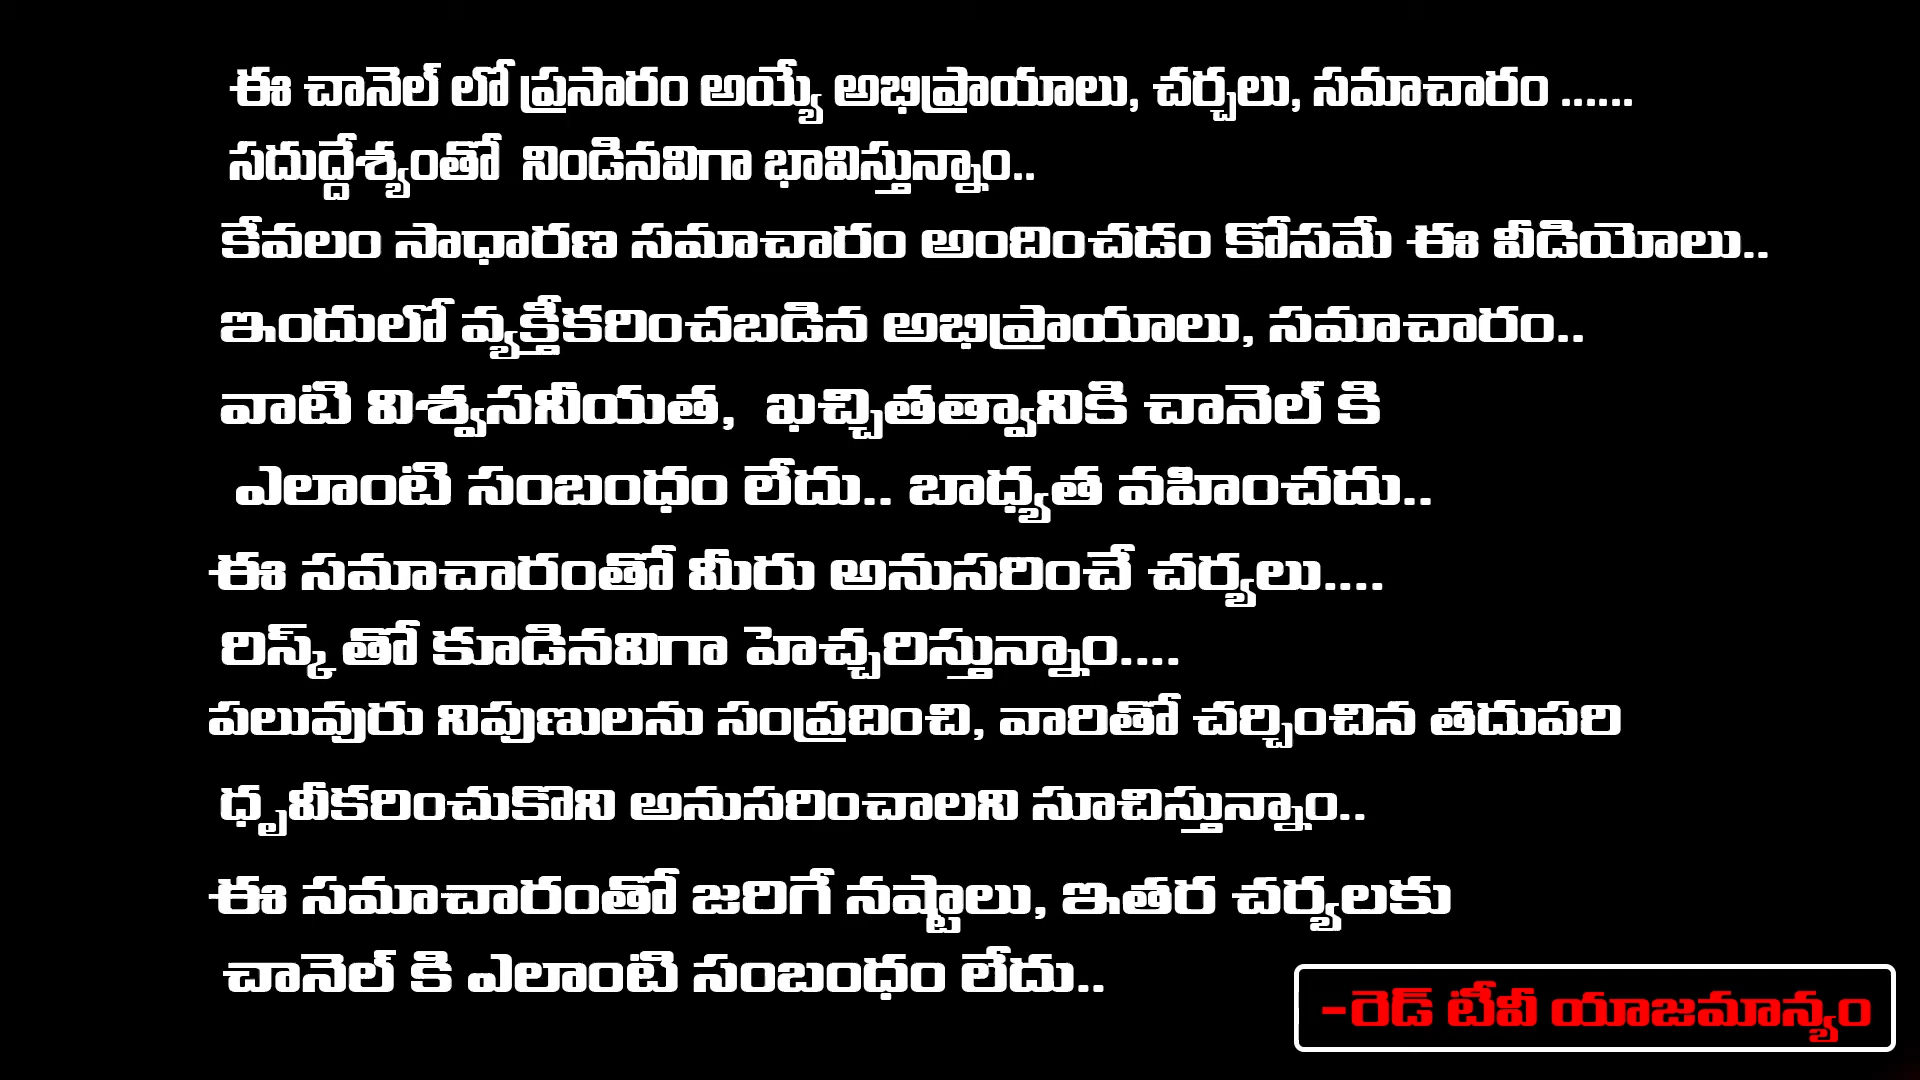 ఈ చానెల్ లో ప్రసారం అయ్యే అభిప్రాయాలు, చర్చలు, సమాచారం ......
సదుద్దేశ్యంతో నిండినవిగా భావిస్తున్నాం..
కేవలం సాధారణ సమాచారం అందించడం కోసమే ఈ వీడియోలు..
ఇందులో వ్యక్తీకరించబడిన అభిప్రాయాలు, సమాచారం..
వాటి విశ్వసనీయత, ఖచ్చితత్వానికి చానెల్ కి
ఎలాంటి సంబంధం లేదు.. బాధ్యత వహించదు..
ఈ సమాచారంతో మీరు అనుసరించే చర్యలు....
రిస్క్ తో కూడినవిగా హెచ్చరిస్తున్నాం....
పలువురు నిపుణులను సంప్రదించి, వారితో చర్చించిన తదుపరి
ధృవీకరించుకొని అనుసరించాలని సూచిస్తున్నాం..
ఈ సమాచారంతో జరిగే నష్టాలు, ఇతర చర్యలకు
చానెల్ కి ఎలాంటి సంబంధం లేదు..
-రెడ్ టీవీ యాజమాన్యం